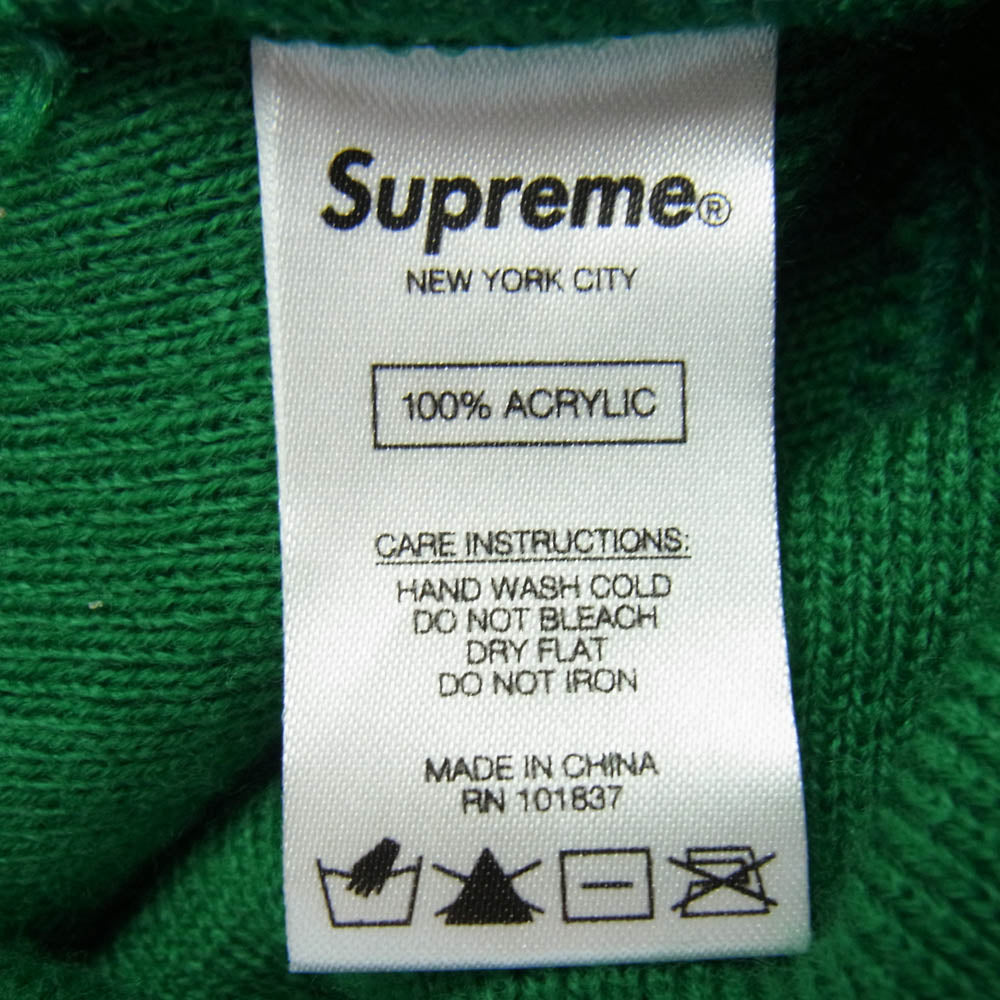 Supreme®
NEW YORK CITY
100% ACRYLIC
CARE INSTRUCTIONS:
HAND WASH COLD
DO NOT BLEACH
DRY FLAT
DO NOT IRON
MADE IN CHINA
RN 101837